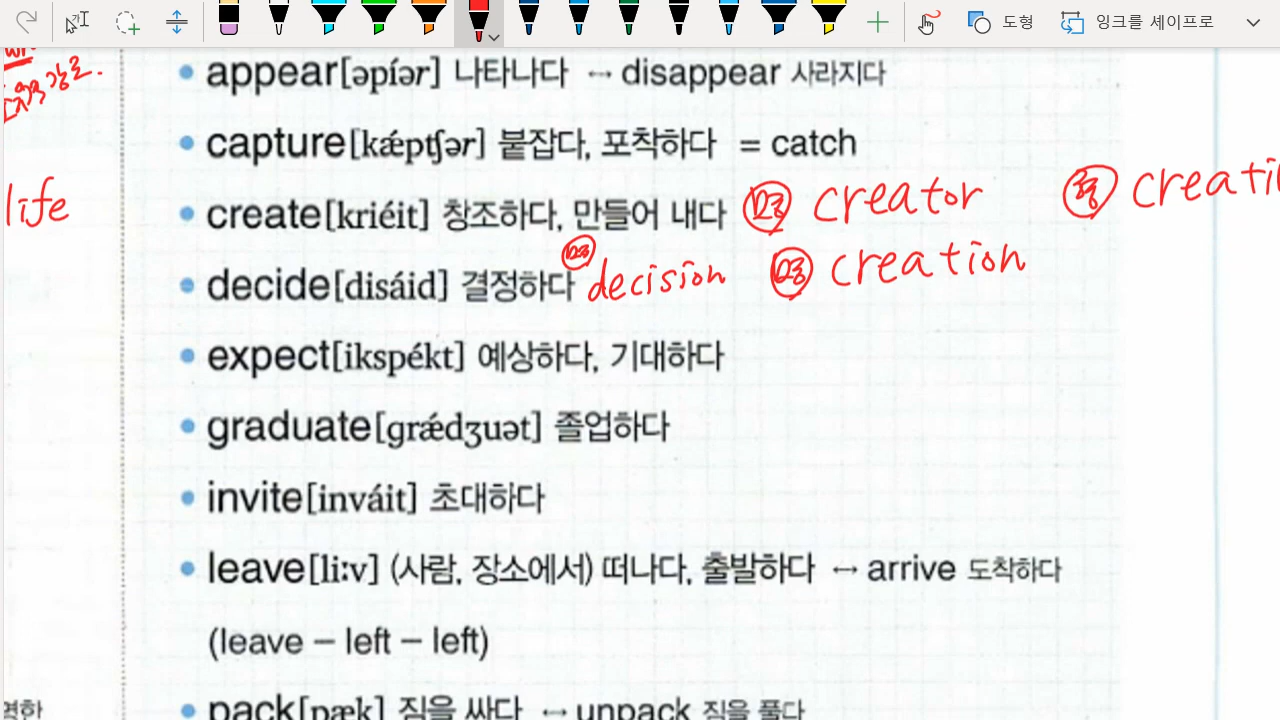 도형 잉크를 셰이프로
appear[əpíər] 나타나다 ↔ disappear 사라지다
capture[kǽptʃər] 붙잡다, 포착하다 = catch
life
create[kriéit] 창조하다, 만들어 내다 명 creator 형 creati
decide[disáid] 결정하다 명 decision 명 creation
expect[ikspékt] 예상하다, 기대하다
graduate[grǽdʒuət] 졸업하다
invite[inváit] 초대하다
leave[li:v] (사람, 장소에서) 떠나다, 출발하다 ↔ arrive 도착하다
(leave – left – left)
pack[pæk] 짐을 싸다 ↔ unpack 짐을 풀다